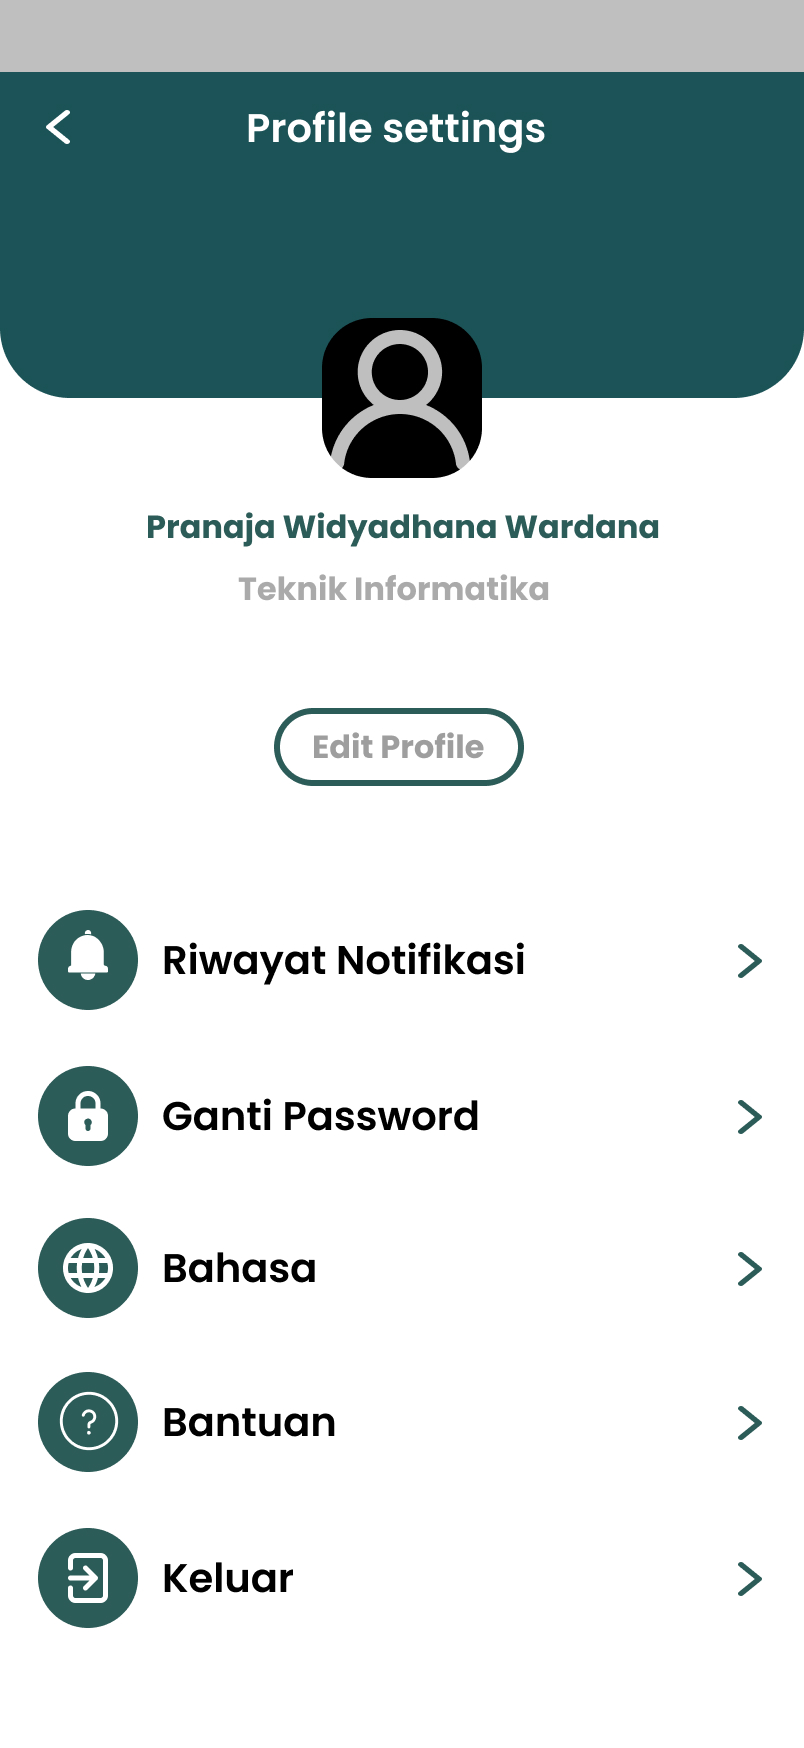 Profile settings
Pranaja Widyadhana Wardana
Teknik Informatika
Edit Profile
Riwayat Notifikasi
Ganti Password
Bahasa
?
Bantuan
Keluar